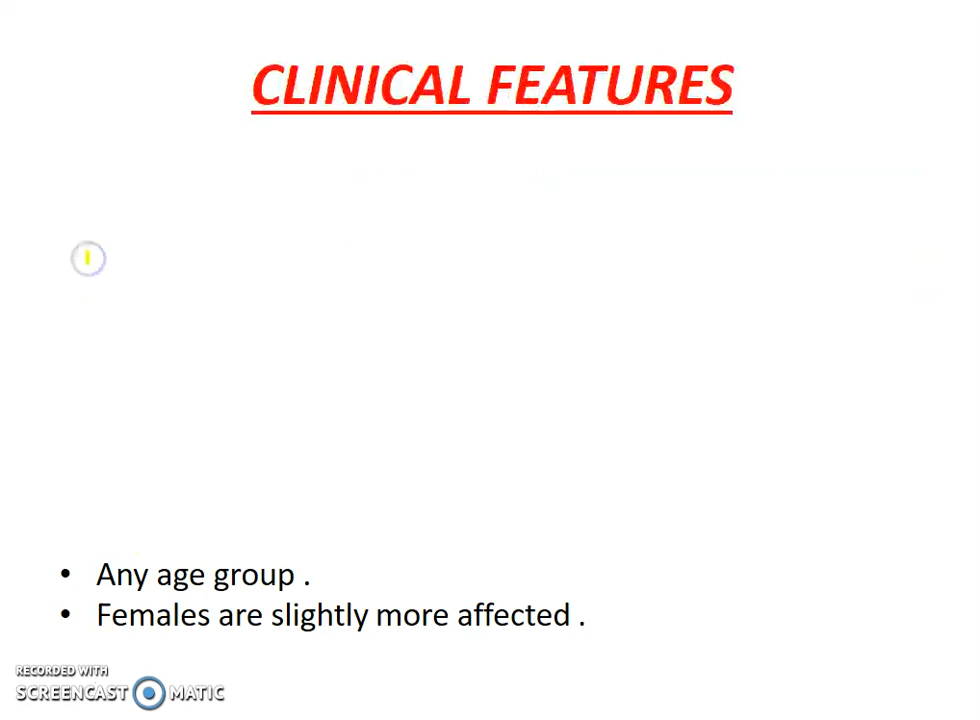 CLINICAL FEATURES
• Any age group .
• Females are slightly more affected .
RECORDED WITH
SCREENCAST MATIC